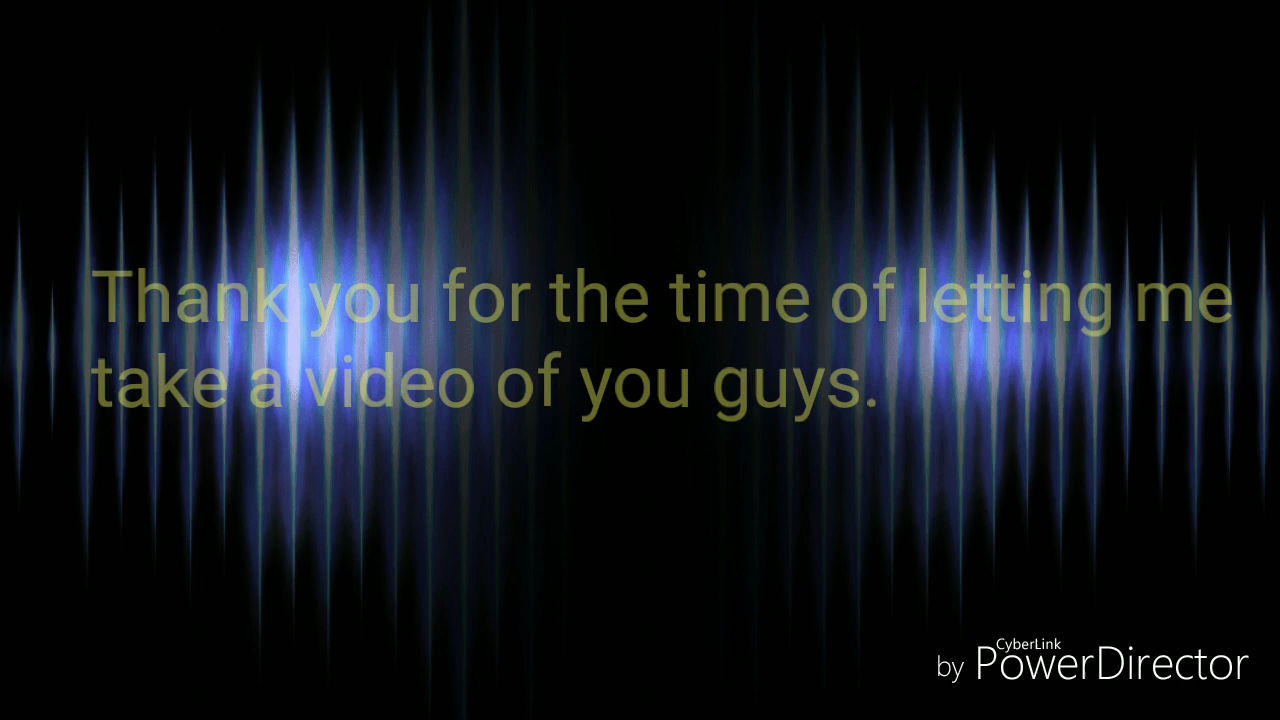 Thank you for the time of letting me
take a video of you guys.
by CyberLink PowerDirector